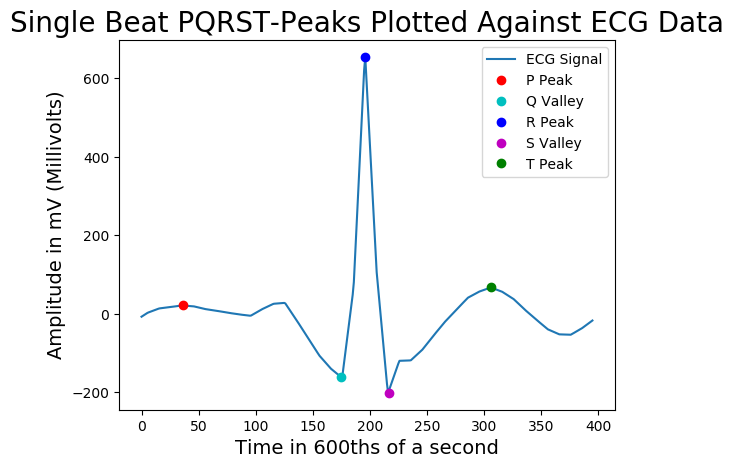 Single Beat PQRST-Peaks Plotted Against ECG Data
Amplitude in mV (Millivolts)
600
400
200
0
−200
ECG Signal
P Peak
Q Valley
R Peak
S Valley
T Peak
0 50 100 150 200 250 300 350 400
Time in 600ths of a second